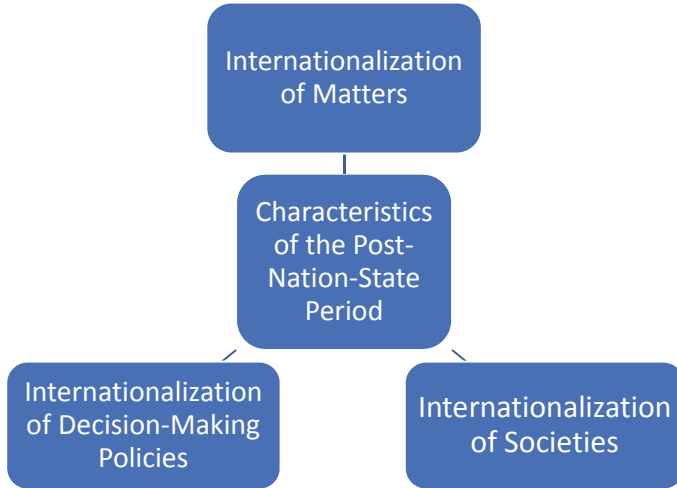 Internationalization
of Matters
Characteristics
of the Post-
Nation-State
Period
Internationalization
of Decision-Making
Policies
Internationalization
of Societies